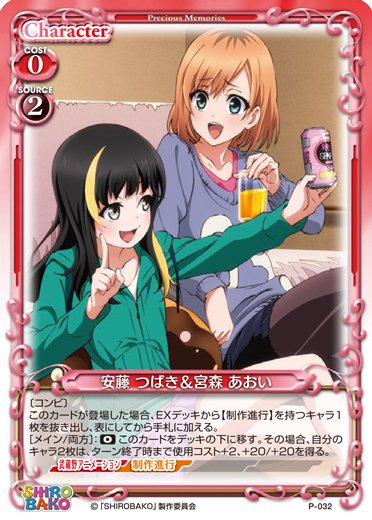 Precious Memories
Character
COST
0
SOURCE
2
安藤 つばき&宮森 あおい
[コンビ]
このカードが登場した場合、EXデッキから【制作進行】を持つキャラ1
枚を抜き出し、表にしてから手札に加える。
[メイン/両方]: 0 このカードをデッキの下に移す。その場合、自分の
キャラ2枚は、ターン終了時まで使用コスト+2、+20/+20を得る。
武蔵野アニメーション 制作進行
SHIRO
BAKO
© 「SHIROBAKO」製作委員会
P-032